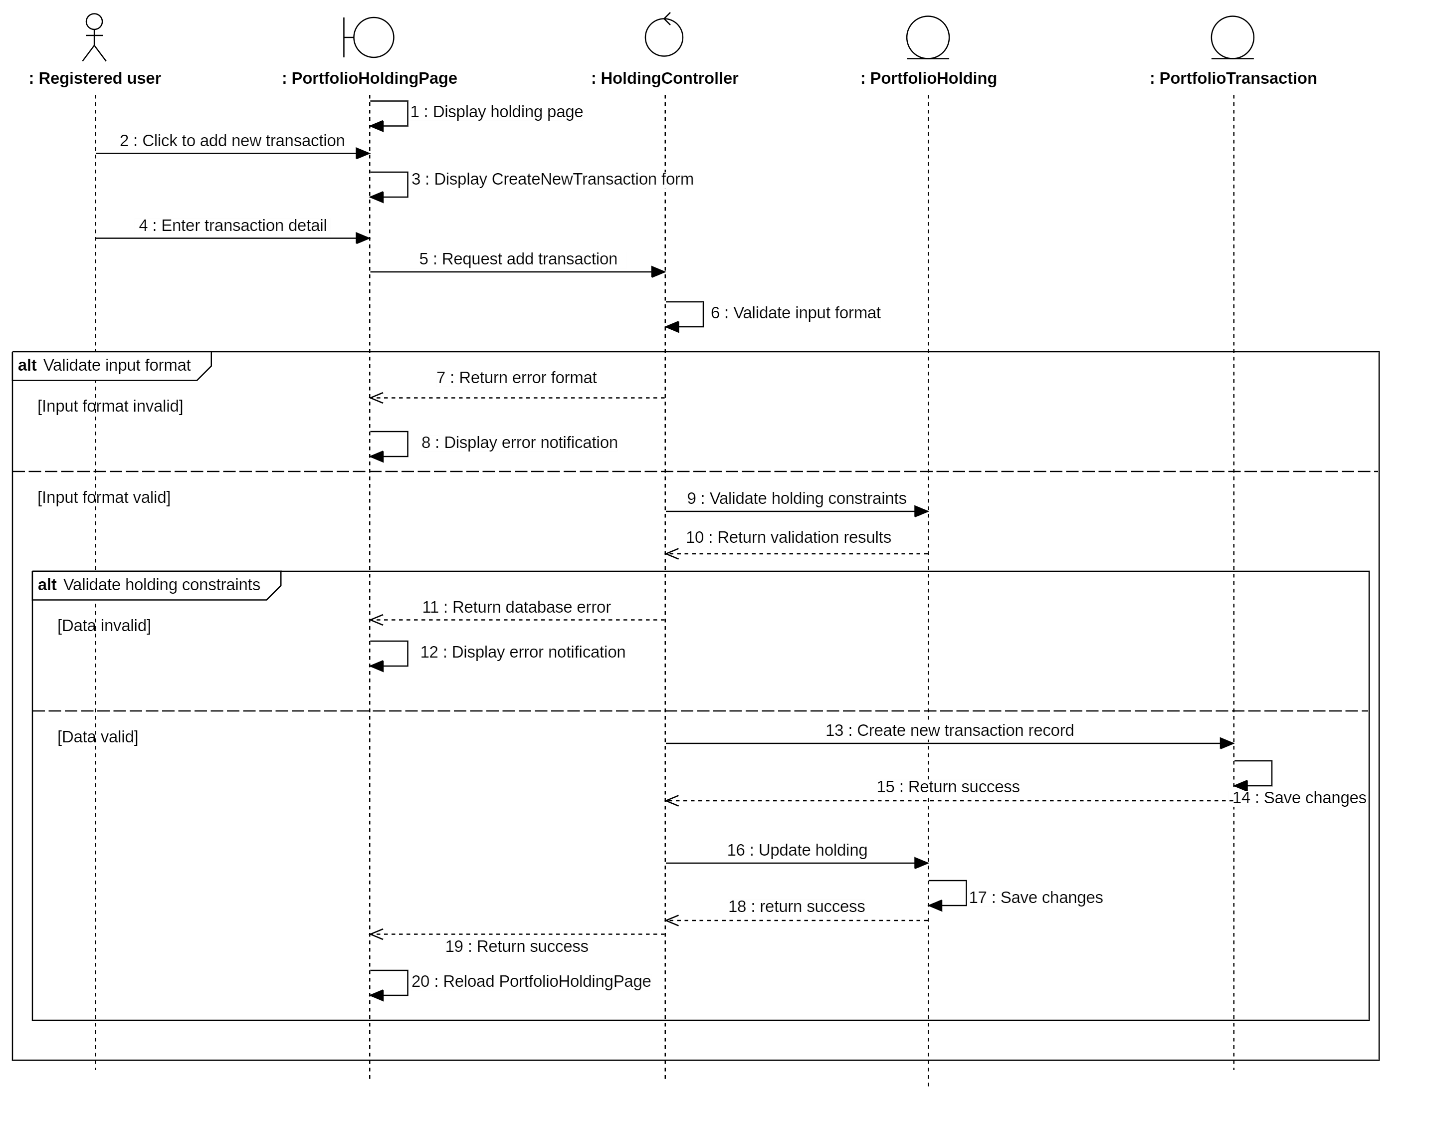 : Registered user
: PortfolioHoldingPage
: HoldingController
: PortfolioHolding
: PortfolioTransaction
1 : Display holding page
2 : Click to add new transaction
3 : Display CreateNewTransaction form
4 : Enter transaction detail
5 : Request add transaction
6 : Validate input format
alt Validate input format
7 : Return error format
[Input format invalid]
8 : Display error notification
[Input format valid]
9 : Validate holding constraints
10 : Return validation results
alt Validate holding constraints
11 : Return database error
[Data invalid]
12 : Display error notification
[Data valid]
13 : Create new transaction record
15 : Return success
14 : Save changes
16 : Update holding
17 : Save changes
18 : return success
19 : Return success
20 : Reload PortfolioHoldingPage